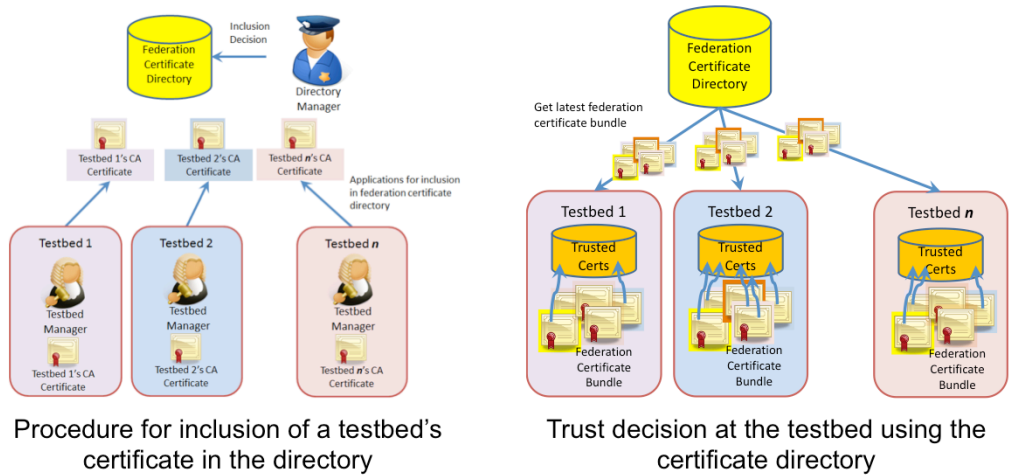 Federation
Certificate
Directory
Inclusion
Decision
Directory
Manager
Testbed 1's CA
Certificate
Testbed 2's CA
Certificate
Testbed n's CA
Certificate
Applications for inclusion
in federation certificate
directory
Testbed 1
Testbed
Manager
Testbed 1's CA
Certificate
Testbed 2
Testbed
Manager
Testbed 2's CA
Certificate
Testbed n
Testbed
Manager
Testbed n's CA
Certificate
Procedure for inclusion of a testbed's
certificate in the directory
Federation
Certificate
Directory
Get latest federation
certificate bundle
Testbed 1
Trusted
Certs
Federation
Certificate
Bundle
Testbed 2
Trusted
Certs
Federation
Certificate
Bundle
Testbed n
Trusted
Certs
Federation
Certificate
Bundle
Trust decision at the testbed using the
certificate directory